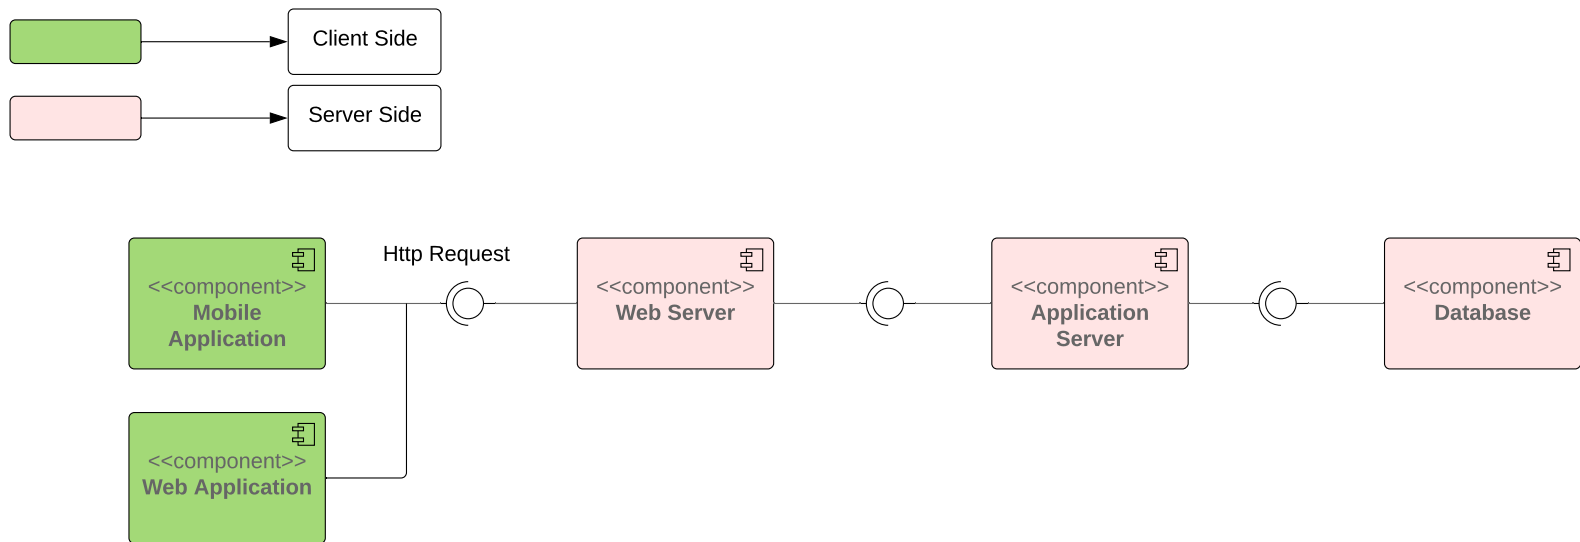 Client Side
Server Side
Http Request
<<component>>
Mobile
Application
<<component>>
Web Server
<<component>>
Application
Server
<<component>>
Database
<<component>>
Web Application